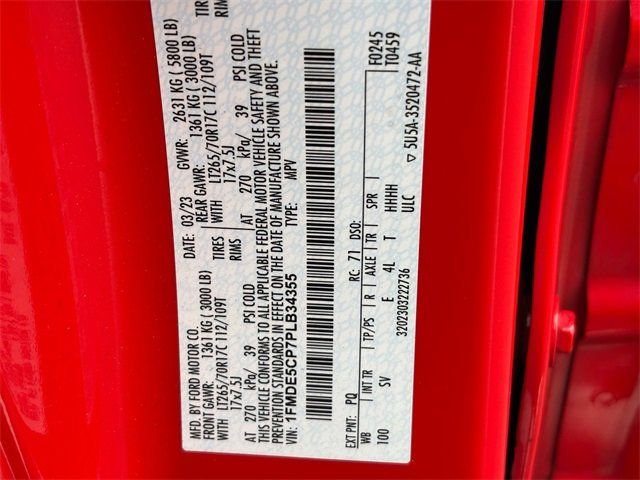 MFD. BY FORD MOTOR CO.
DATE: 03/23 GVWR: 2631 KG ( 5800 LB)
FRONT GAWR: 1361 KG (3000 LB) REAR GAWR: 1361 KG ( 3000 LB)
WITH LT265/70R17C 112/109T TIRES WITH LT265/70R17C 112/109T TIRES
17x7.5J RIMS 17x7.5J RIMS
AT 270 kPa/ 39 PSI COLD AT 270 kPa/ 39 PSI COLD
THIS VEHICLE CONFORMS TO ALL APPLICABLE FEDERAL MOTOR VEHICLE SAFETY AND THEFT
PREVENTION STANDARDS IN EFFECT ON THE DATE OF MANUFACTURE SHOWN ABOVE.
VIN: 1FMDE5CP7PLB34355 TYPE: MPV
F0245
T0459
EXT PNT: PQ RC: 71 DSO:
WB INT TR TP/PS R AXLE TR SPR
100 SV E 4L T HHHH
3202303222736 ULC
▽ 5U5A-3520472-AA